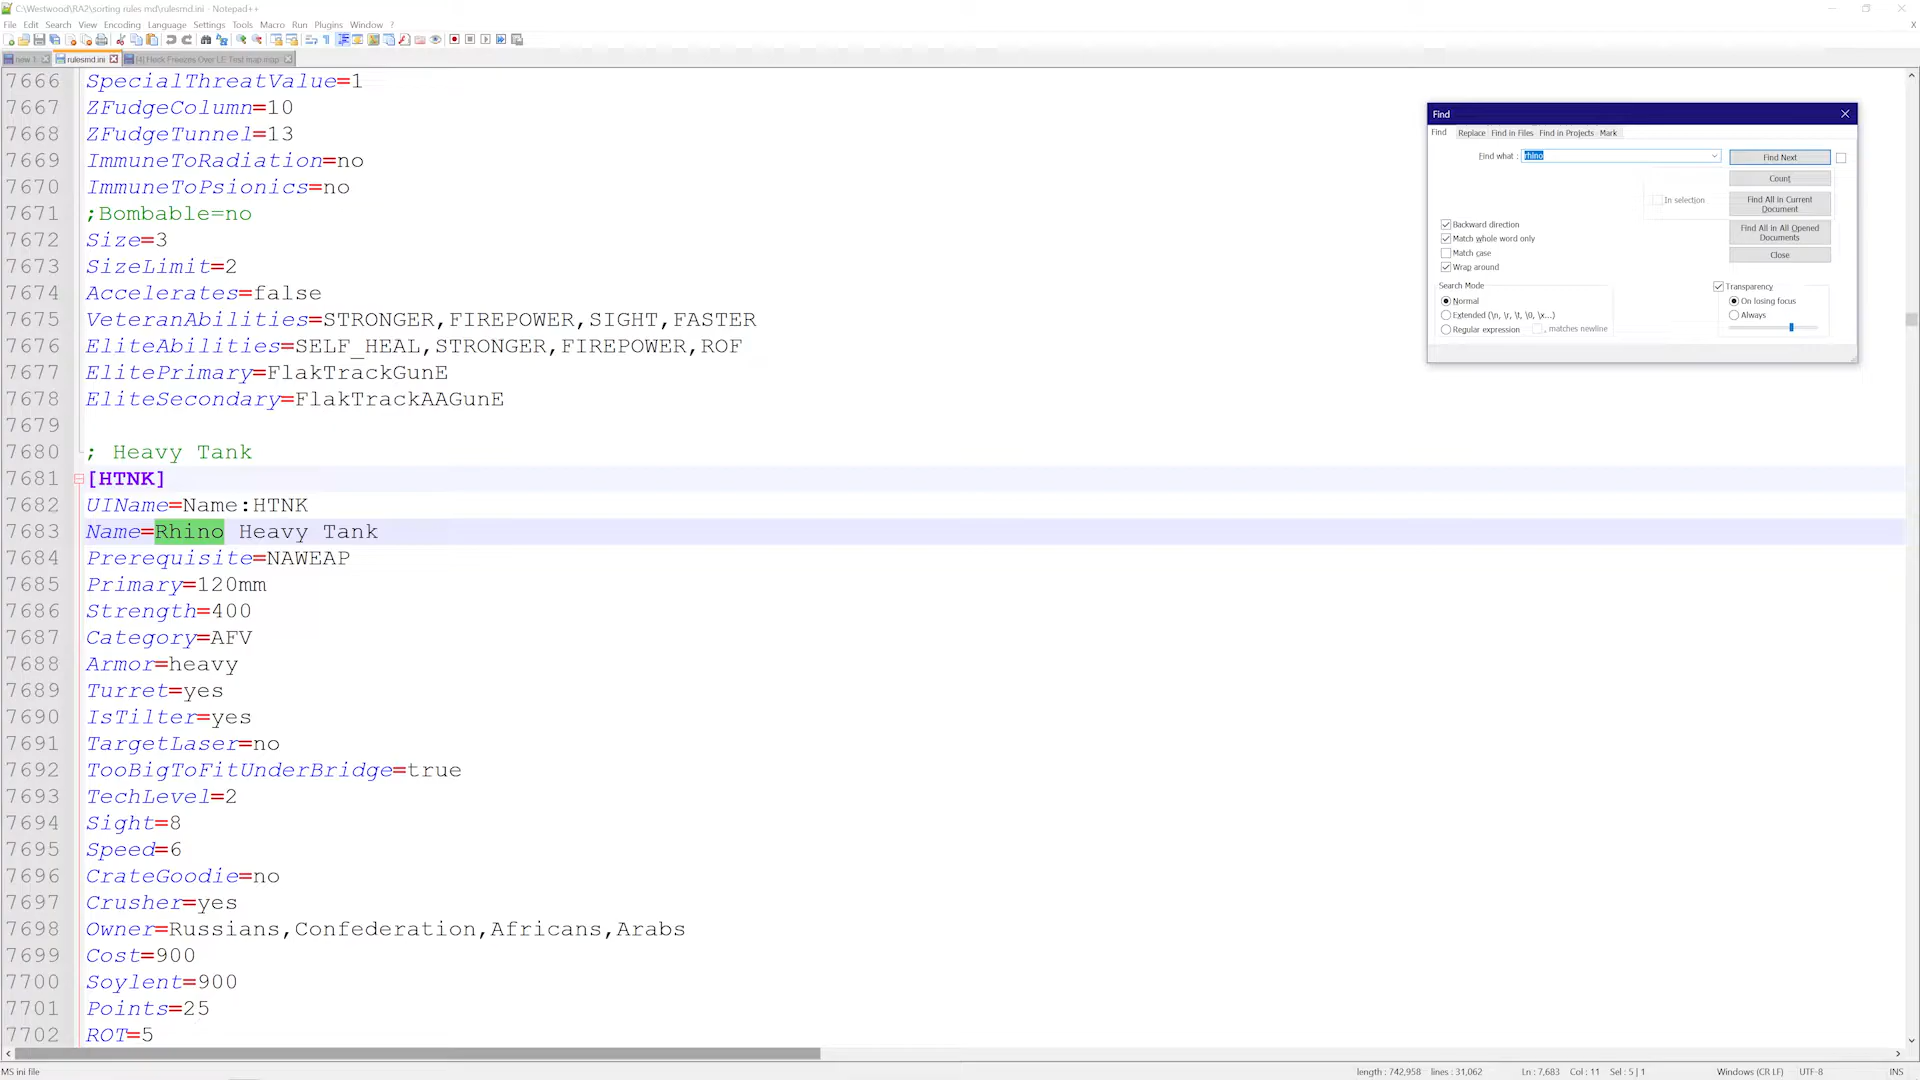 C:\Westwood\RA2\sorting rules md\rulesmd.ini - Notepad++
File Edit Search View Encoding Language Settings Tools Macro Run Plugins Window ?
X
new 1
rulesmd.ini
(4) Heck Freezes Over LE Test map.map
7666 SpecialThreatValue=1
7667 ZFudgeColumn=10
7668 ZFudgeTunnel=13
7669 ImmuneToRadiation=no
7670 ImmuneToPsionics=no
7671 ;Bombable=no
7672 Size=3
7673 SizeLimit=2
7674 Accelerates=false
7675 VeteranAbilities=STRONGER,FIREPOWER,SIGHT,FASTER
7676 EliteAbilities=SELF_HEAL,STRONGER,FIREPOWER,ROF
7677 ElitePrimary=FlakTrackGunE
7678 EliteSecondary=FlakTrackAAGunE
7679
7680 ; Heavy Tank
7681 [HTNK]
7682 UIName=Name:HTNK
7683 Name=Rhino Heavy Tank
7684 Prerequisite=NAWEAP
7685 Primary=120mm
7686 Strength=400
7687 Category=AFV
7688 Armor=heavy
7689 Turret=yes
7690 IsTilter=yes
7691 TargetLaser=no
7692 TooBigToFitUnderBridge=true
7693 TechLevel=2
7694 Sight=8
7695 Speed=6
7696 CrateGoodie=no
7697 Crusher=yes
7698 Owner=Russians,Confederation,Africans,Arabs
7699 Cost=900
7700 Soylent=900
7701 Points=25
7702 ROT=5
Find
Find Replace Find in Files Find in Projects Mark
Find what : rhino
Find Next
Count
In selection
Find All in Current Document
Find All in All Opened Documents
Close
Backward direction
Match whole word only
Match case
Wrap around
Search Mode
Normal
Extended (\n, \r, \t, \0, \x...)
Regular expression
. matches newline
Transparency
On losing focus
Always
MS ini file
length : 742,958 lines : 31,062
Ln : 7,683 Col : 11 Sel : 5 | 1
Windows (CR LF)
UTF-8
INS